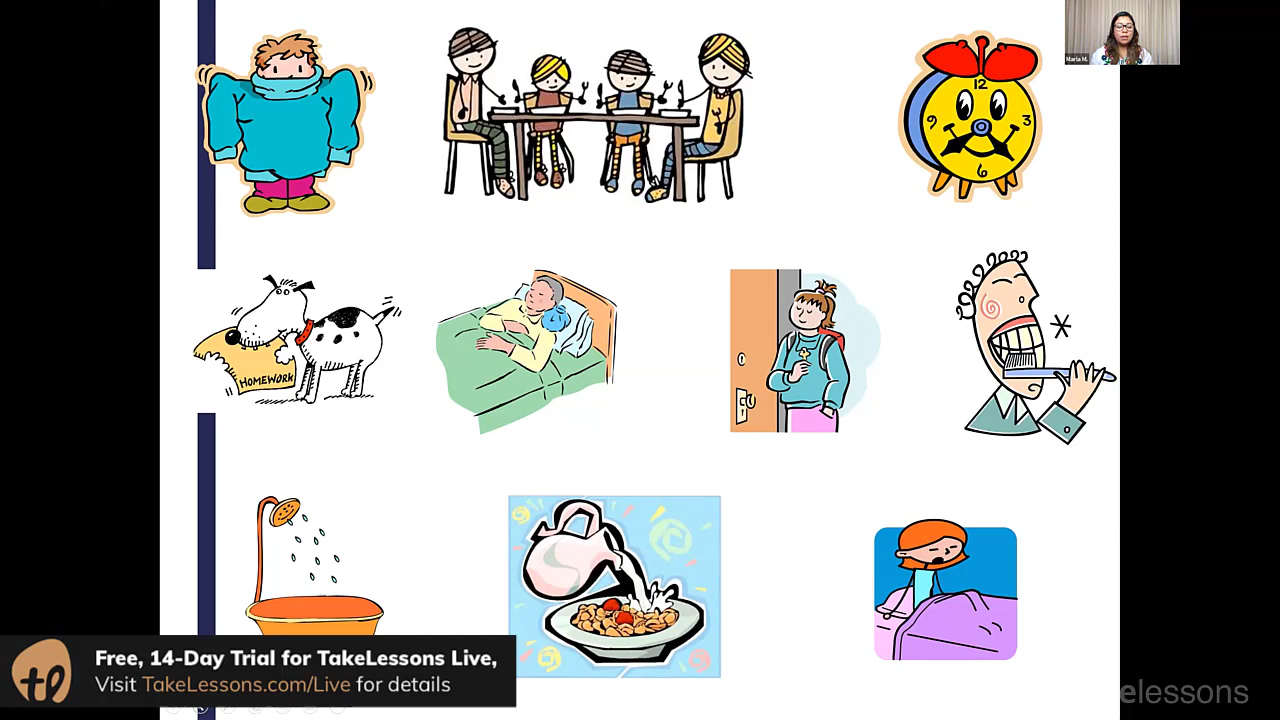 Maria M.
12
9 3
6
HOMEWORK
tl
Free, 14-Day Trial for TakeLessons Live,
Visit TakeLessons.com/Live for details
elessons